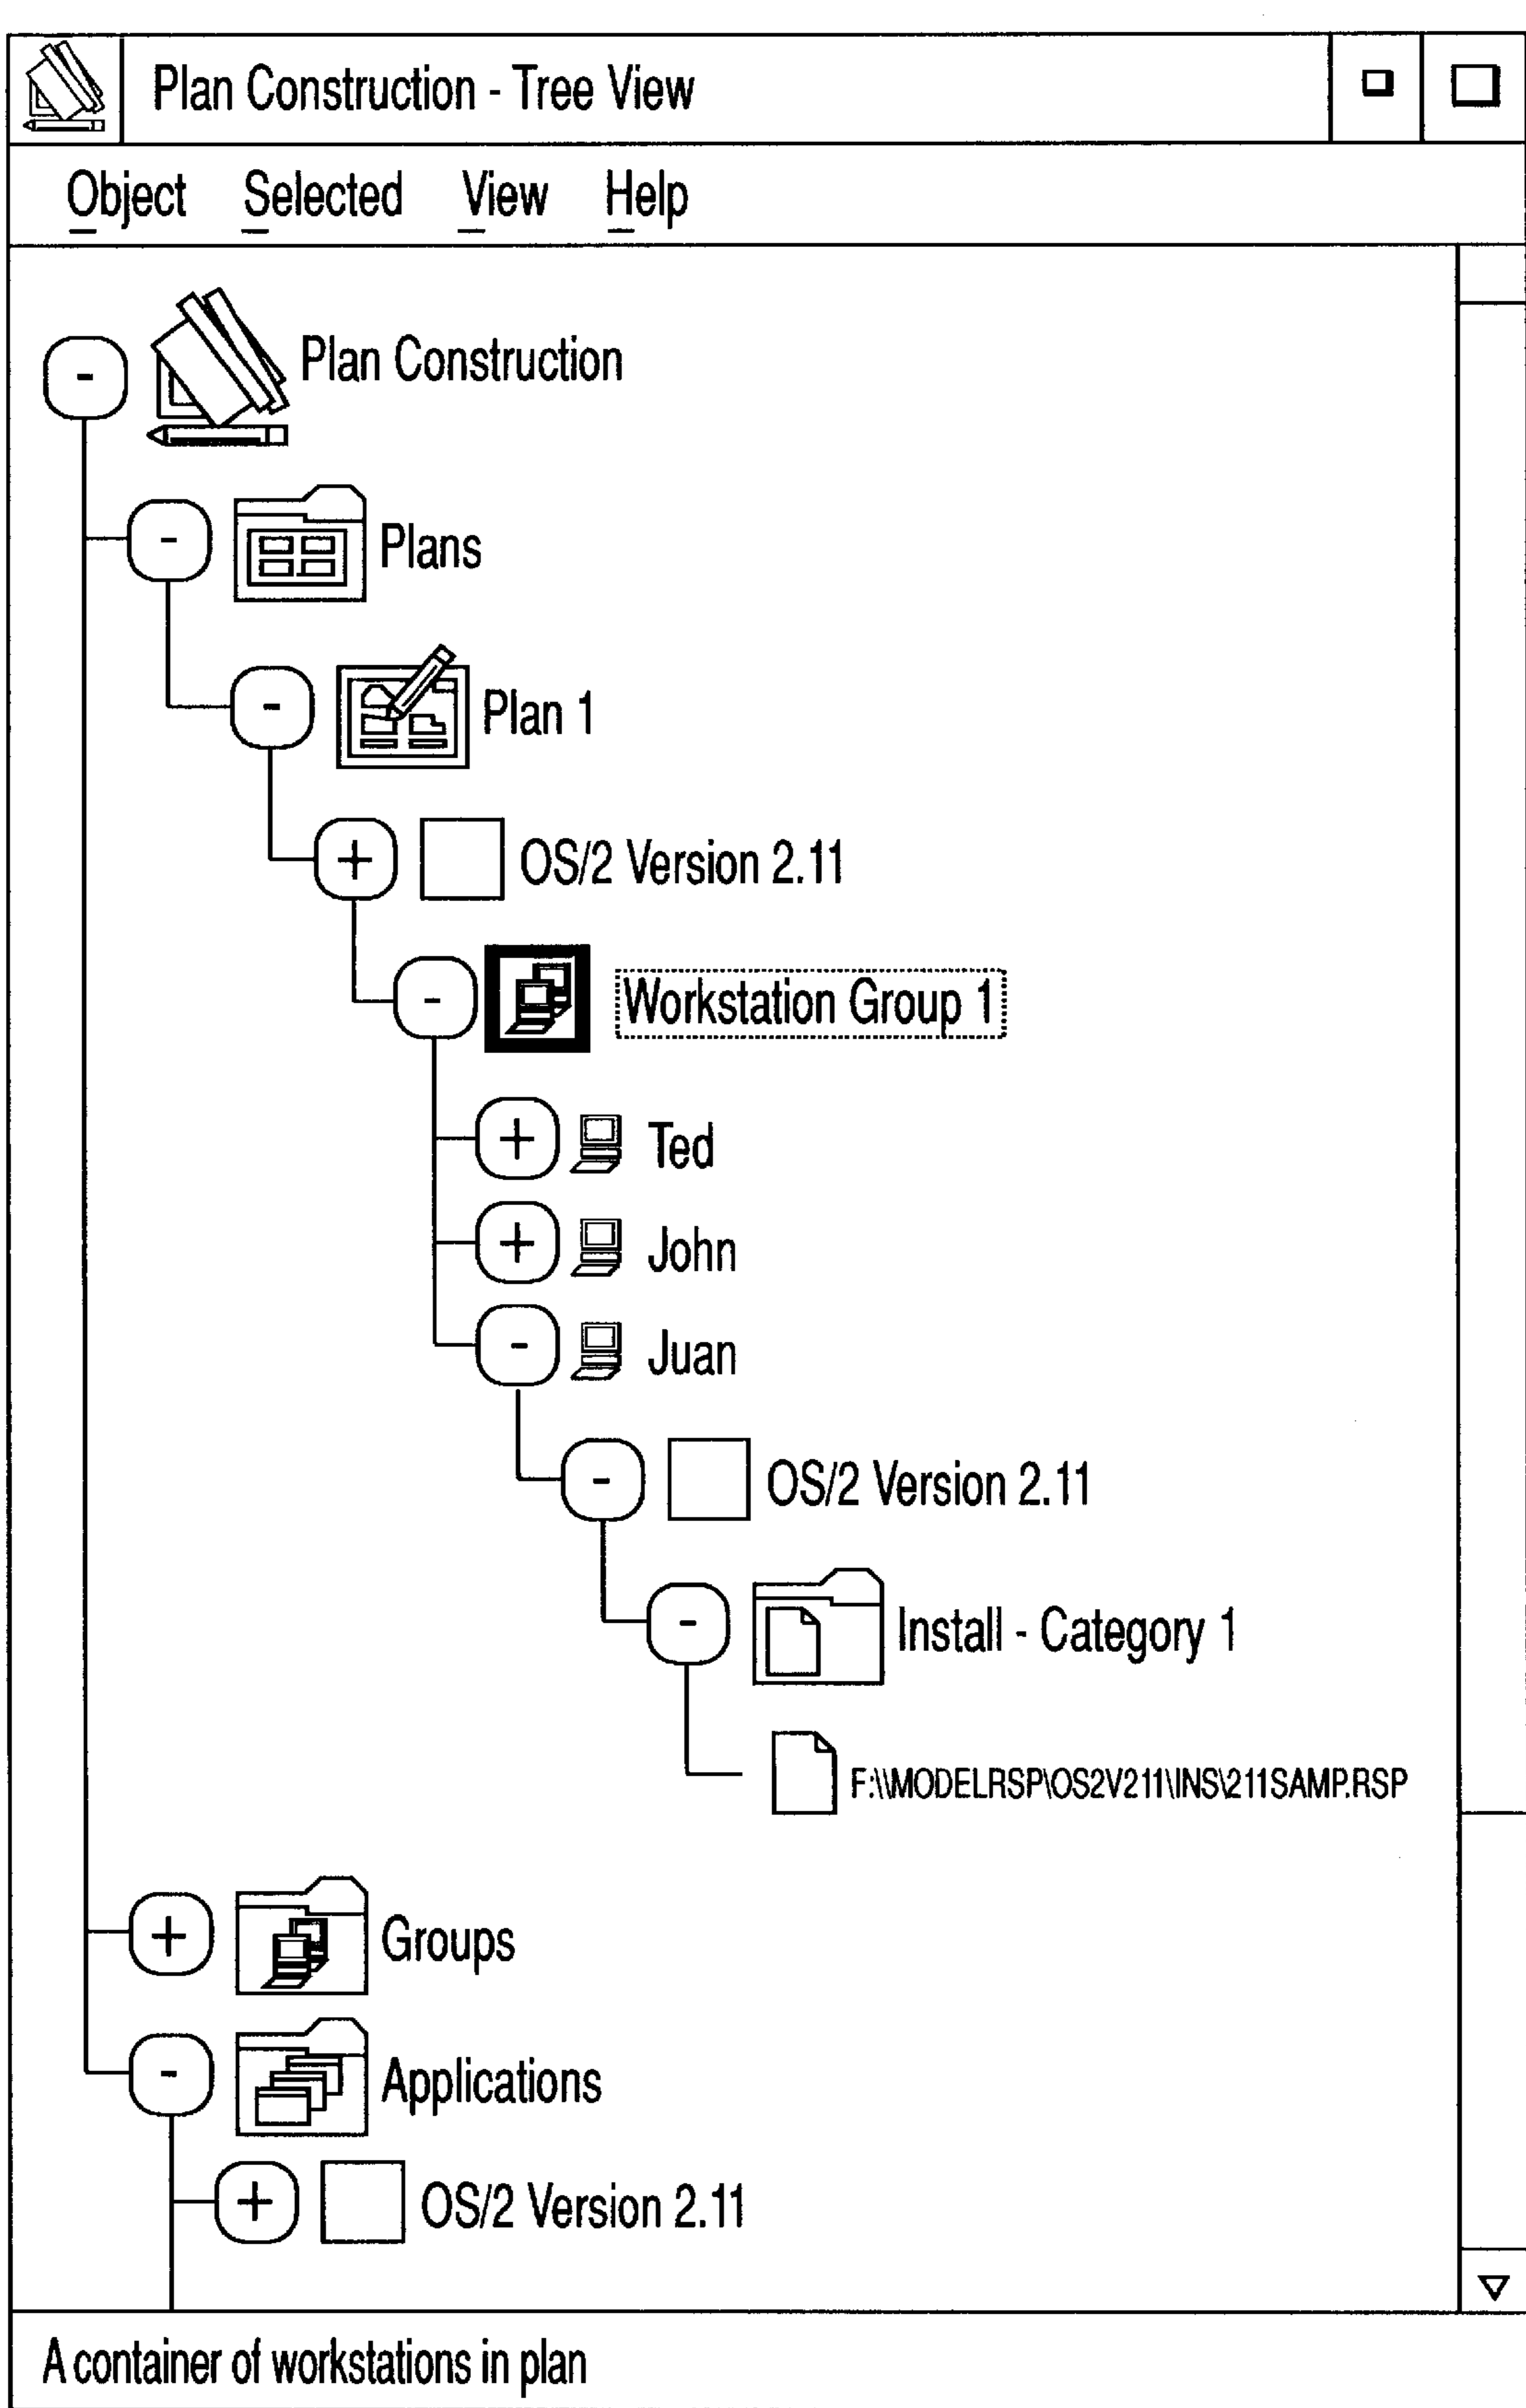 Plan Construction - Tree View
Object Selected View Help
- Plan Construction
- Plans
- Plan 1
+ OS/2 Version 2.11
- Workstation Group 1
+ Ted
+ John
- Juan
- OS/2 Version 2.11
- Install - Category 1
F:\\MODELRSP\OS2V211\INS\211SAMP.RSP
+ Groups
- Applications
+ OS/2 Version 2.11
A container of workstations in plan